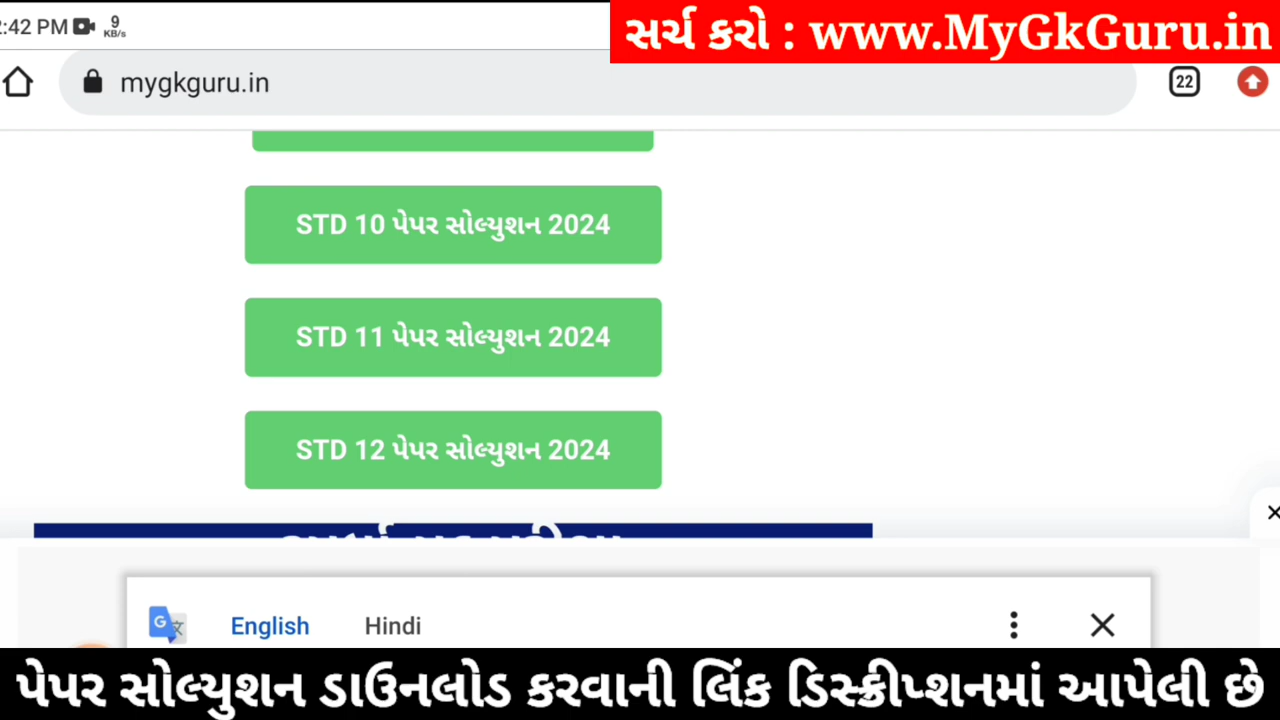 :42 PM 9 KB/s
સર્ચ કરો : www.MyGkGuru.in
mygkguru.in
22
STD 10 પેપર સોલ્યુશન 2024
STD 11 પેપર સોલ્યુશન 2024
STD 12 પેપર સોલ્યુશન 2024
English Hindi
પેપર સોલ્યુશન ડાઉનલોડ કરવાની લિંક ડિસ્ક્રીપ્શનમાં આપેલી છે